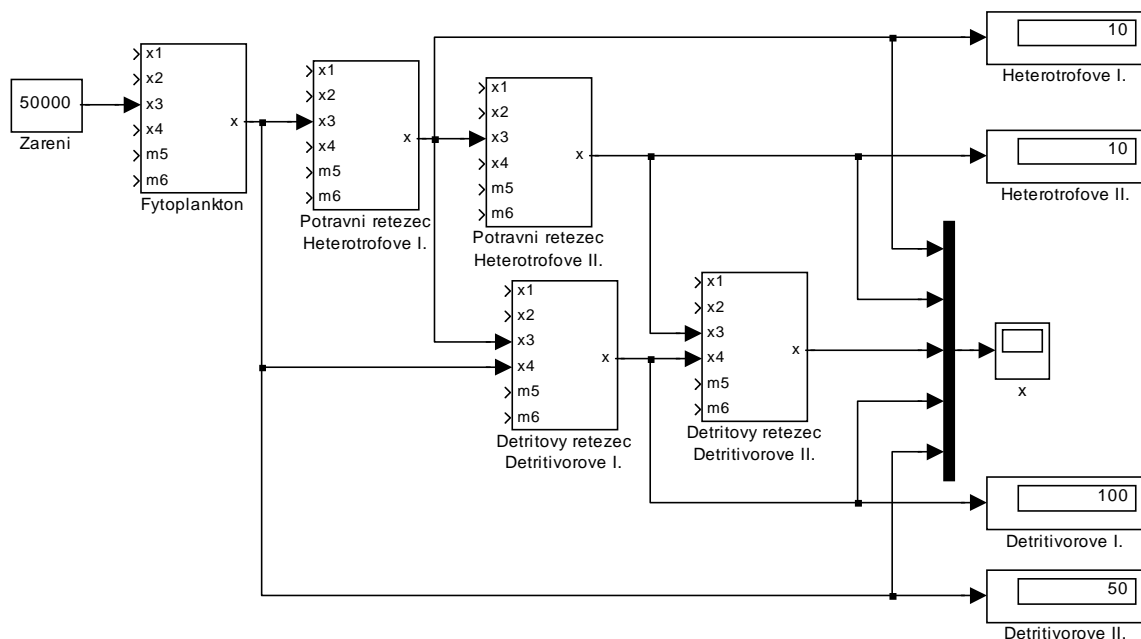 50000
Zareni
x1
x2
x3
x4
m5
m6
x
Fytoplankton
x1
x2
x3
x4
m5
m6
x
Potravni retezec
Heterotrofove I.
x1
x2
x3
x4
m5
m6
x
Potravni retezec
Heterotrofove II.
x1
x2
x3
x4
m5
m6
x
Detritovy retezec
Detritivorove I.
x1
x2
x3
x4
m5
m6
x
Detritovy retezec
Detritivorove II.
10
Heterotrofove I.
10
Heterotrofove II.
x
100
Detritivorove I.
50
Detritivorove II.